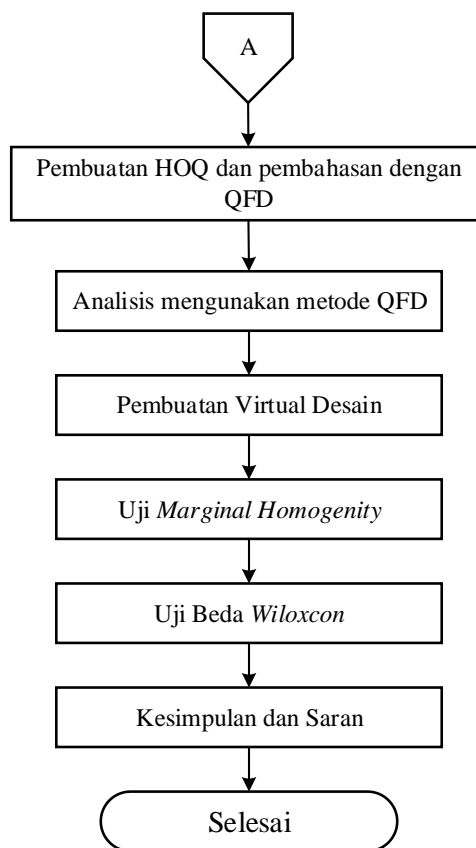 A
Pembuatan HOQ dan pembahasan dengan
QFD
Analisis mengunakan metode QFD
Pembuatan Virtual Desain
Uji Marginal Homogenity
Uji Beda Wiloxcon
Kesimpulan dan Saran
Selesai